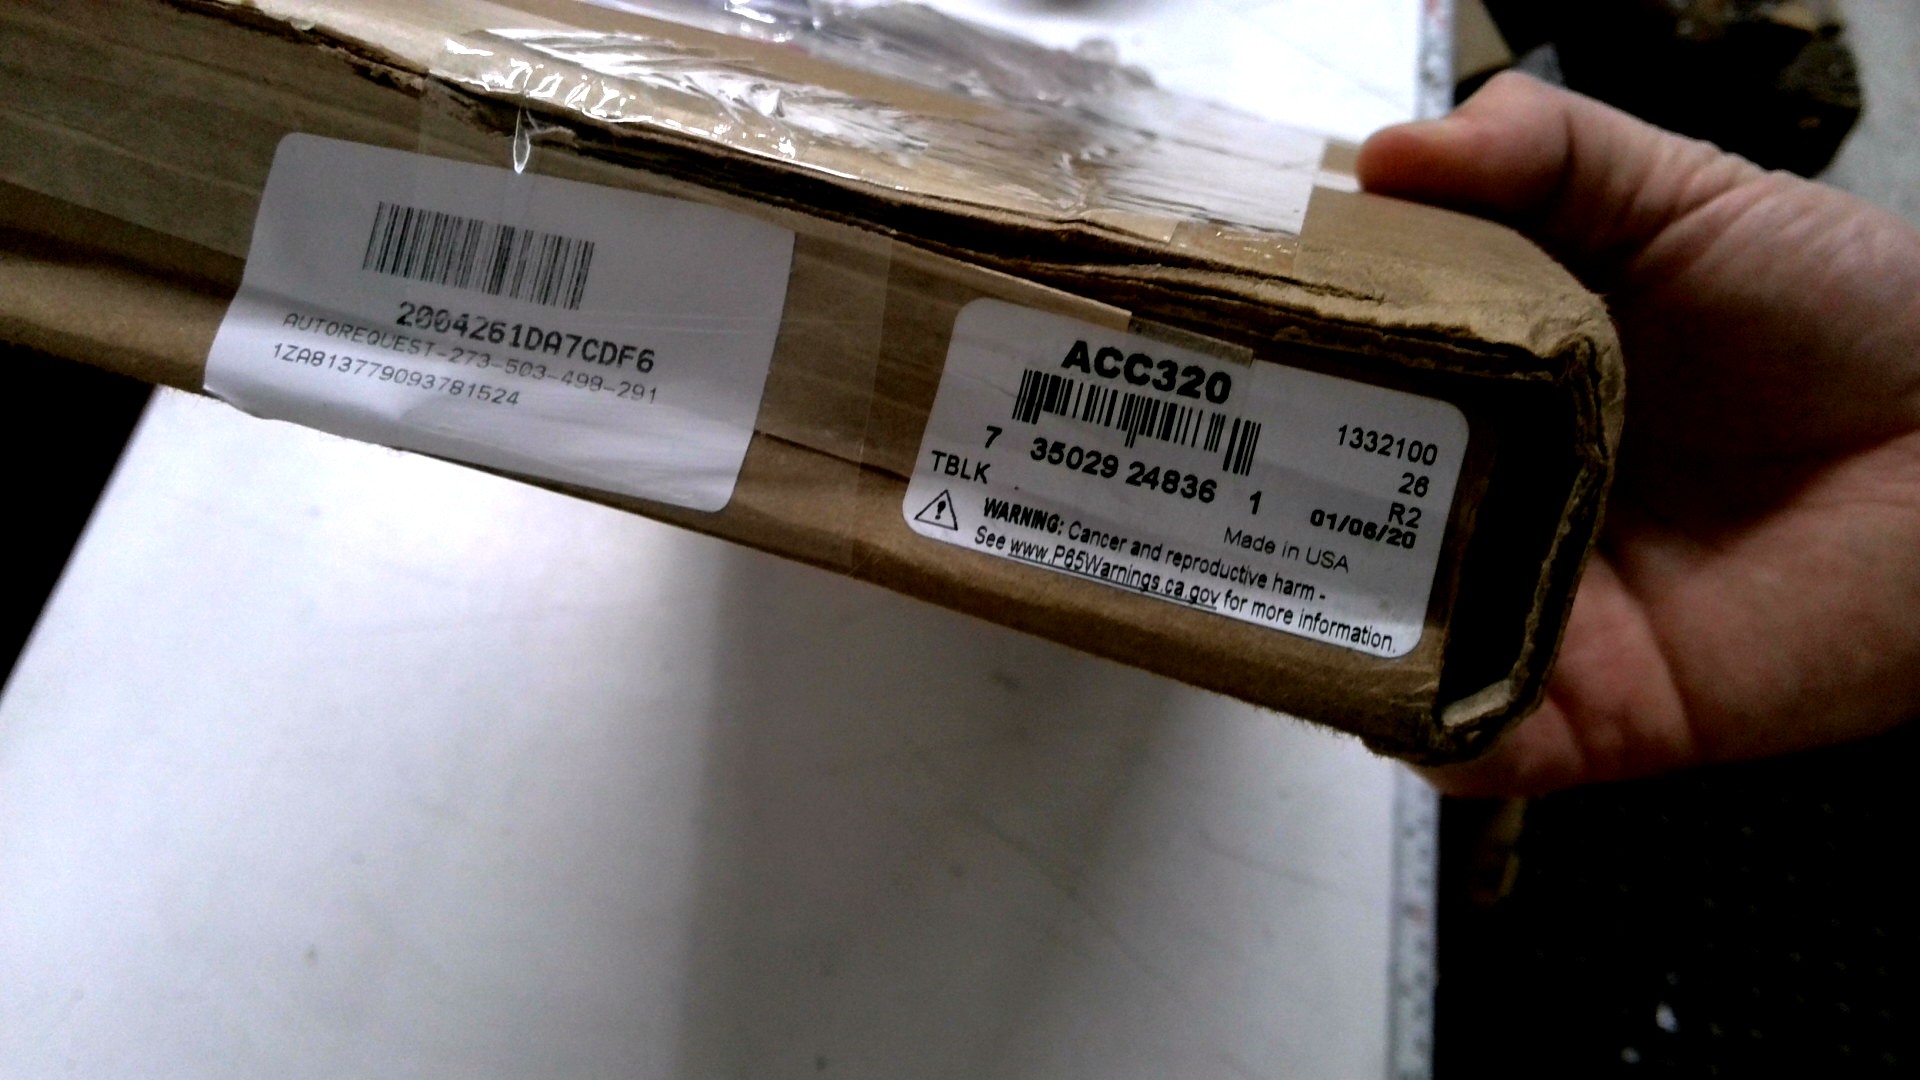 2004261DA7CDF6
AUTOREQUEST-273-503-498-291
1ZA813779093781524
ACC320
7 35029 24836 1
TBLK
1332100
26
R2
01/06/20
Made in USA
WARNING: Cancer and reproductive harm -
See www.P65Warnings.ca.gov for more information.